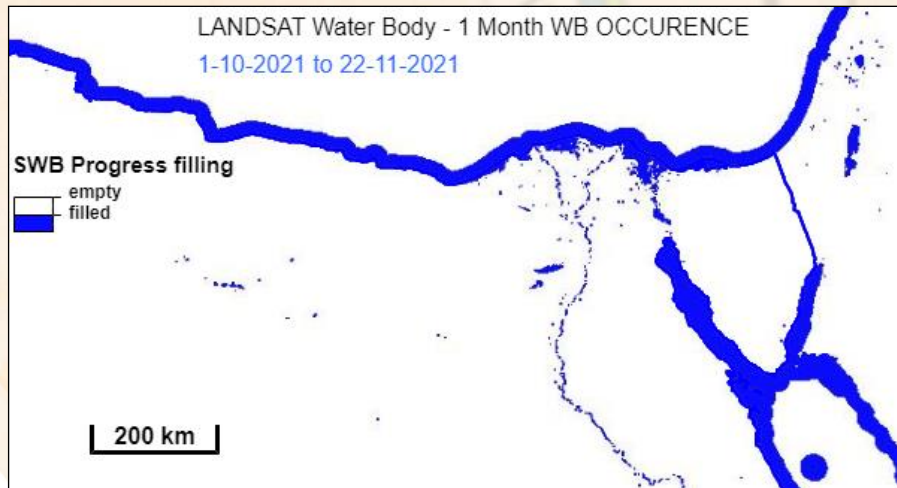 LANDSAT Water Body - 1 Month WB OCCURENCE
1-10-2021 to 22-11-2021
SWB Progress filling
empty
filled
200 km